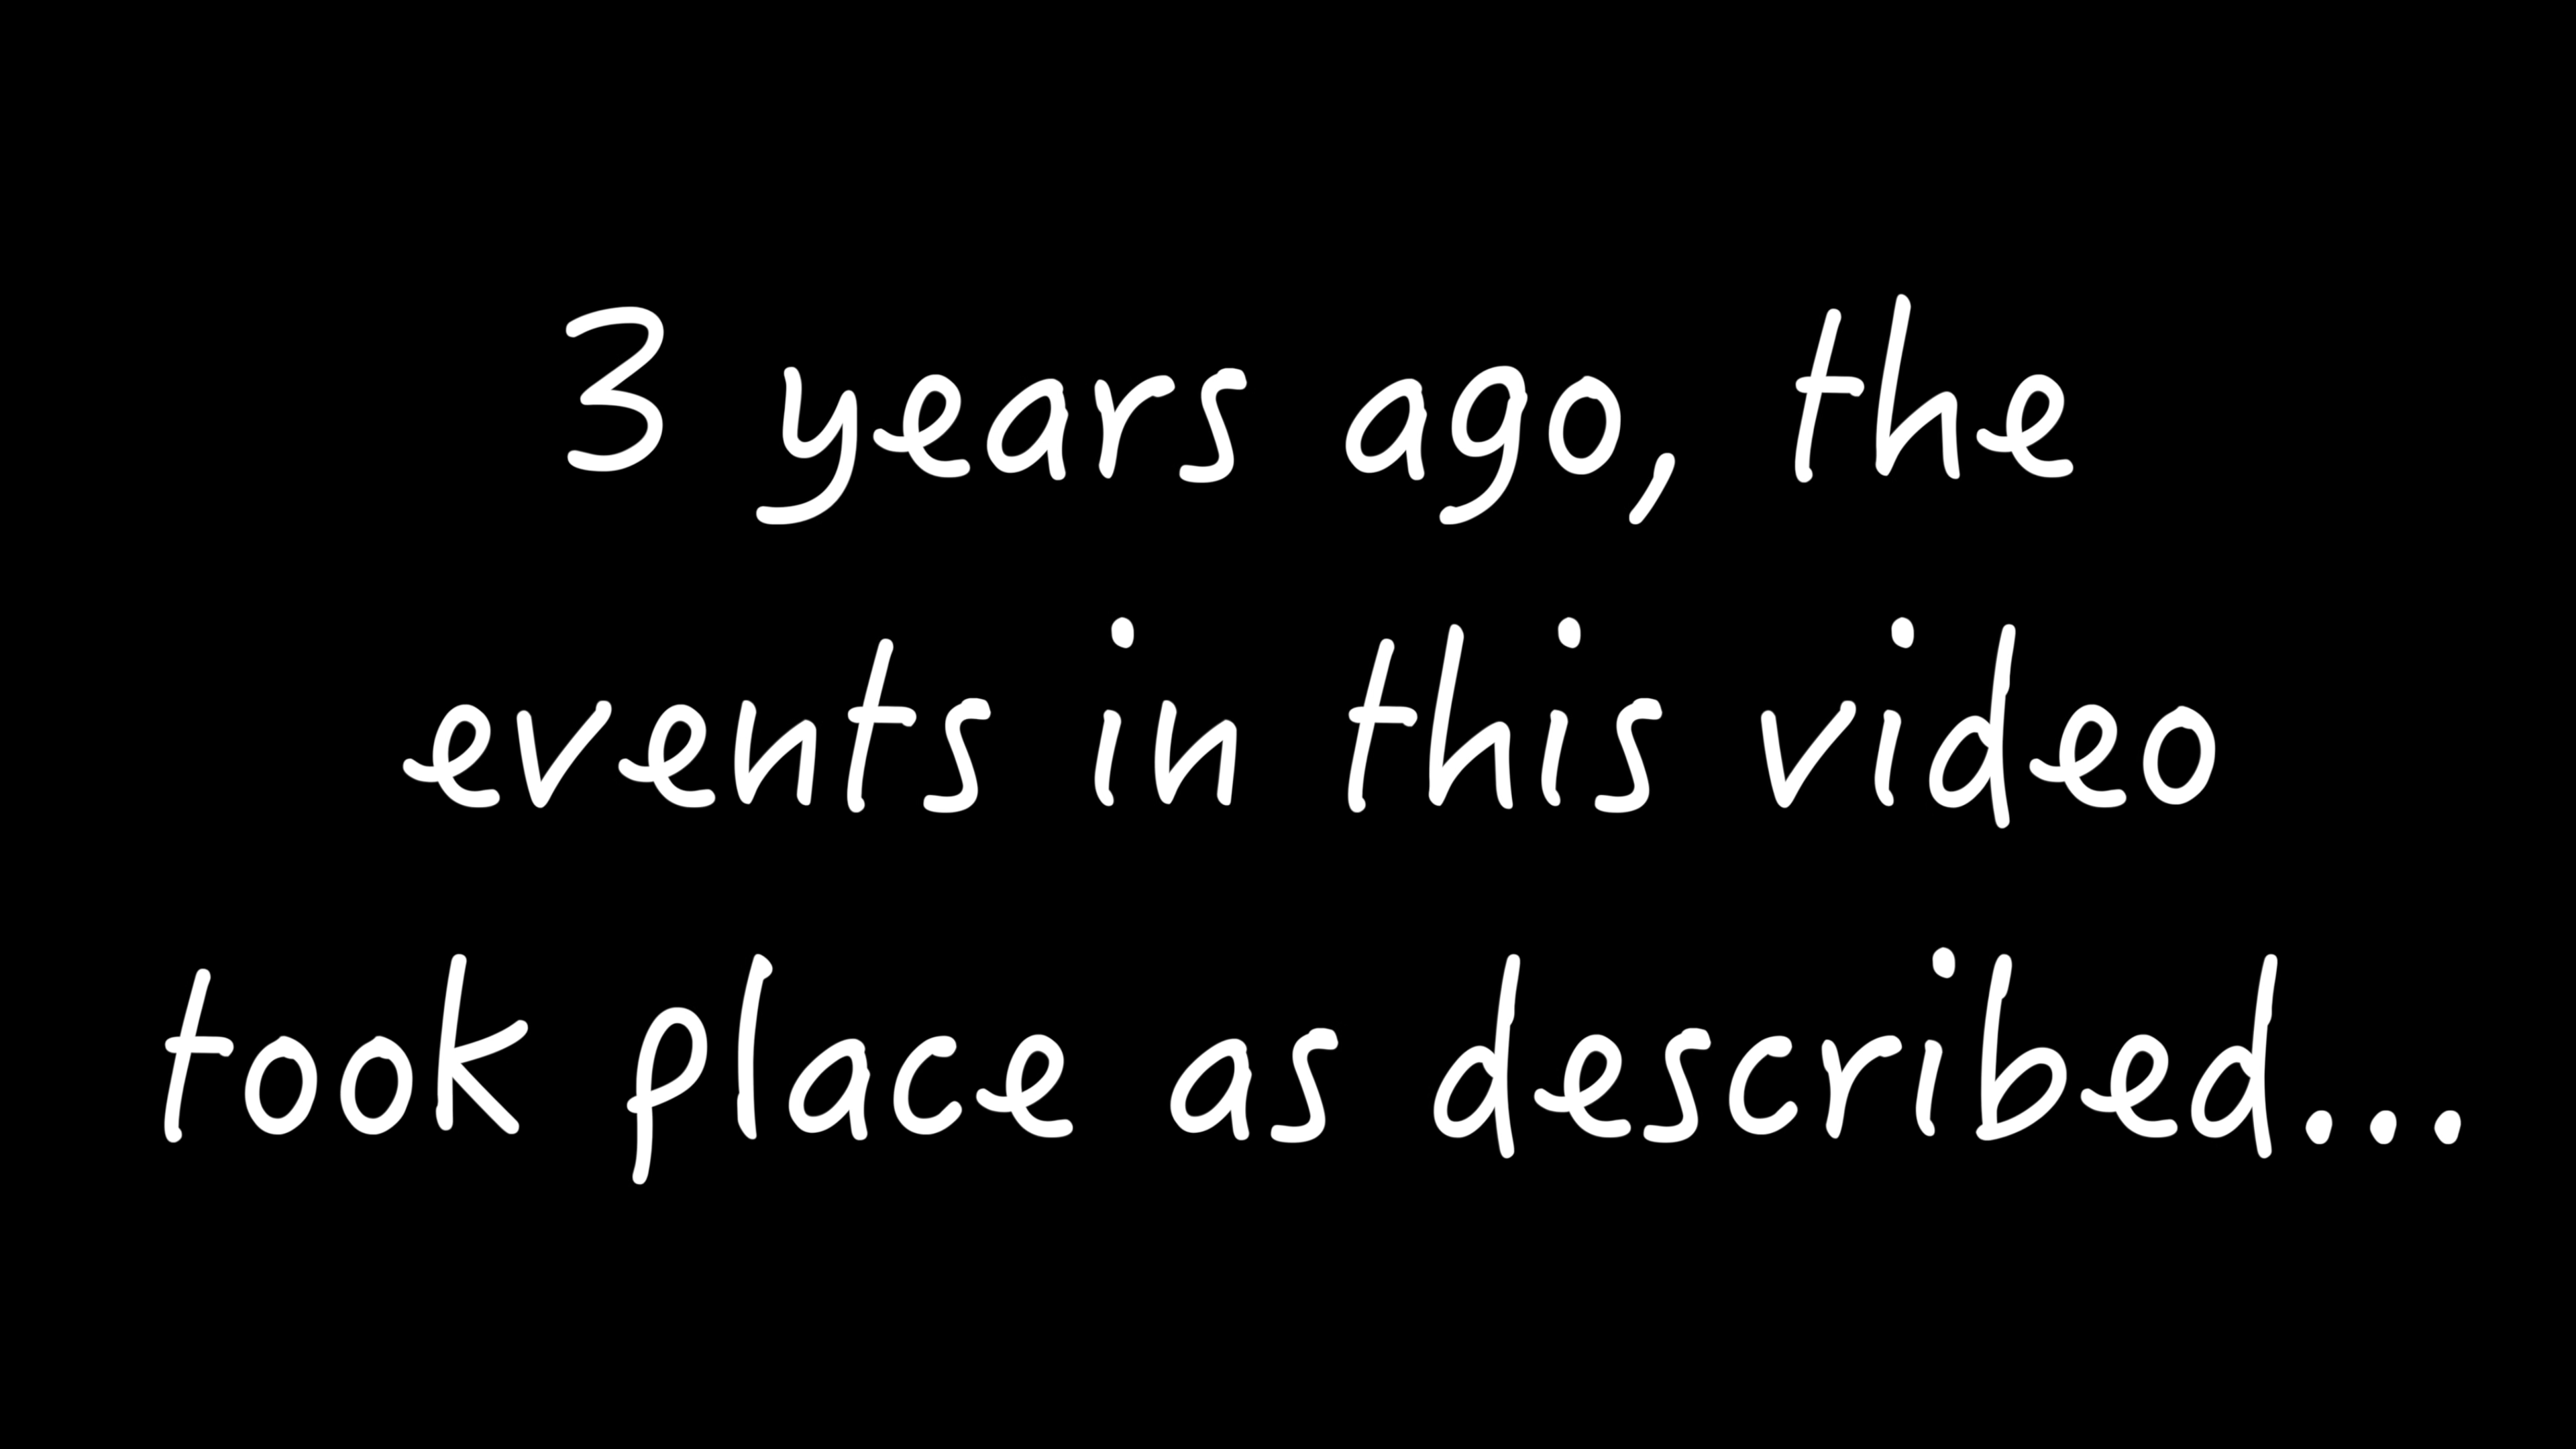 3 years ago, the
events in this video
took place as described...